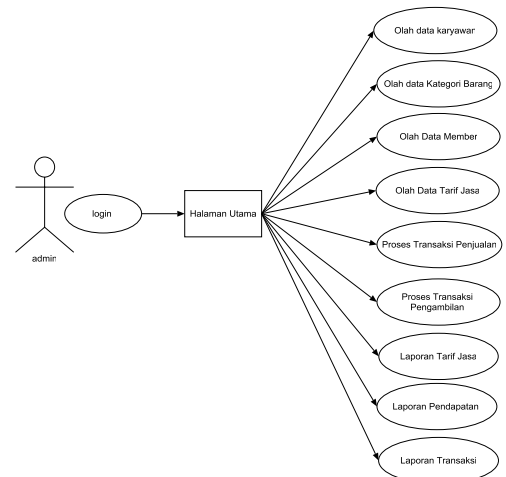 Olah data karyawan
Olah data Kategori Barang
Olah Data Member
Olah Data Tarif Jasa
Proses Transaksi Penjualan
Proses Transaksi
Pengambilan
Laporan Tarif Jasa
Laporan Pendapatan
Laporan Transaksi
Halaman Utama
login
admin